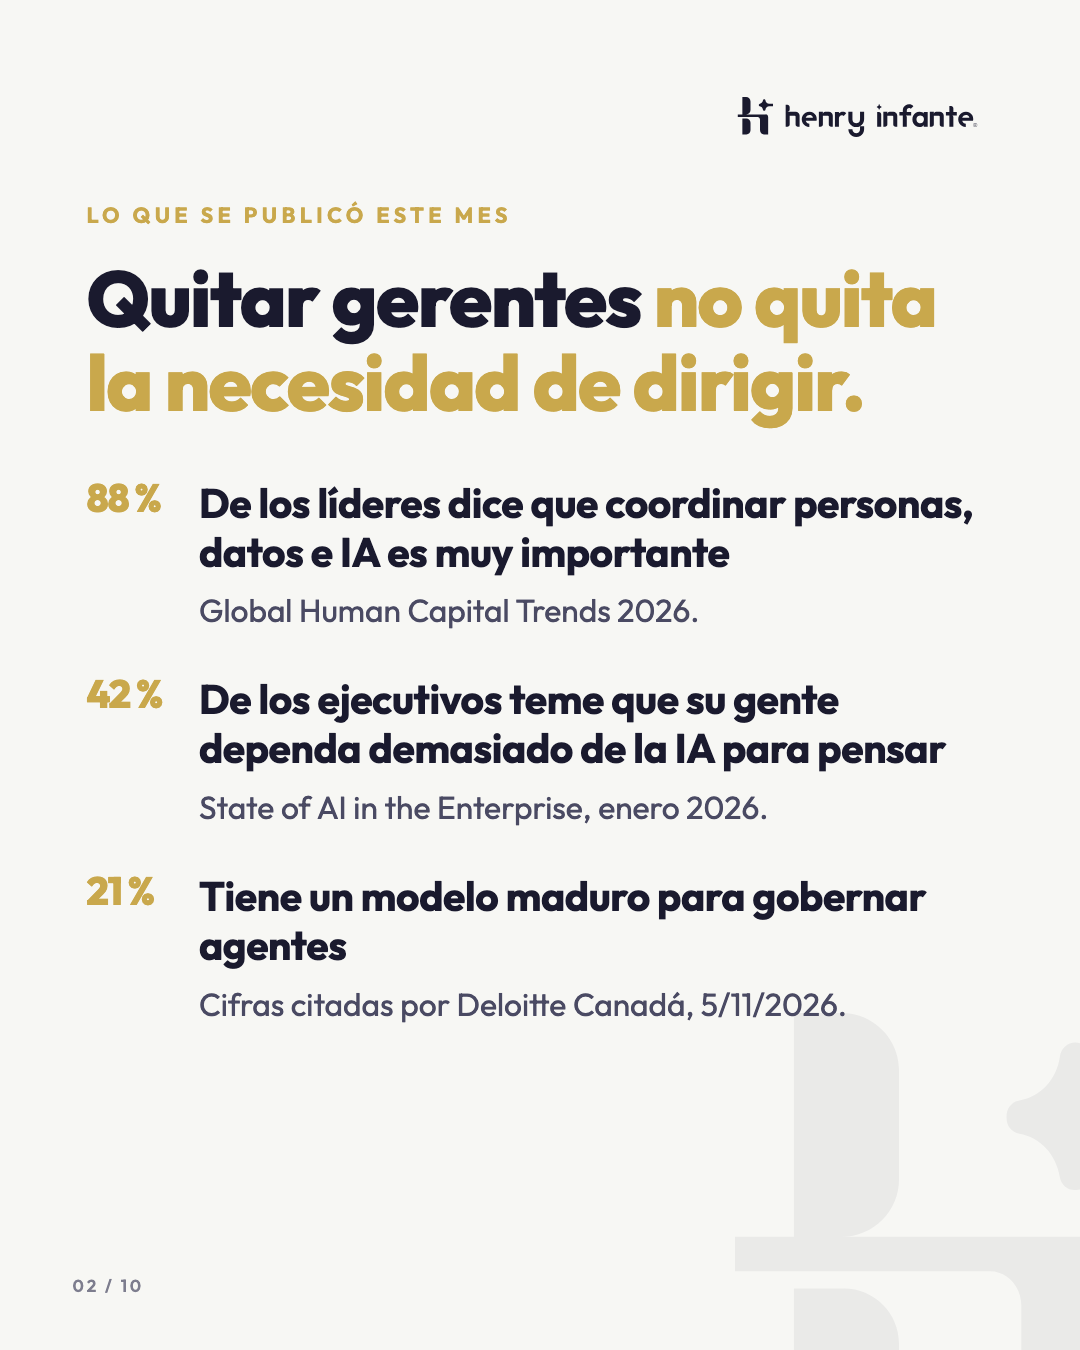 henry infante.
LO QUE SE PUBLICÓ ESTE MES
Quitar gerentes no quita
la necesidad de dirigir.
88 %
De los líderes dice que coordinar personas,
datos e IA es muy importante
Global Human Capital Trends 2026.
42 %
De los ejecutivos teme que su gente
dependa demasiado de la IA para pensar
State of AI in the Enterprise, enero 2026.
21 %
Tiene un modelo maduro para gobernar
agentes
Cifras citadas por Deloitte Canadá, 5/11/2026.
02 / 10